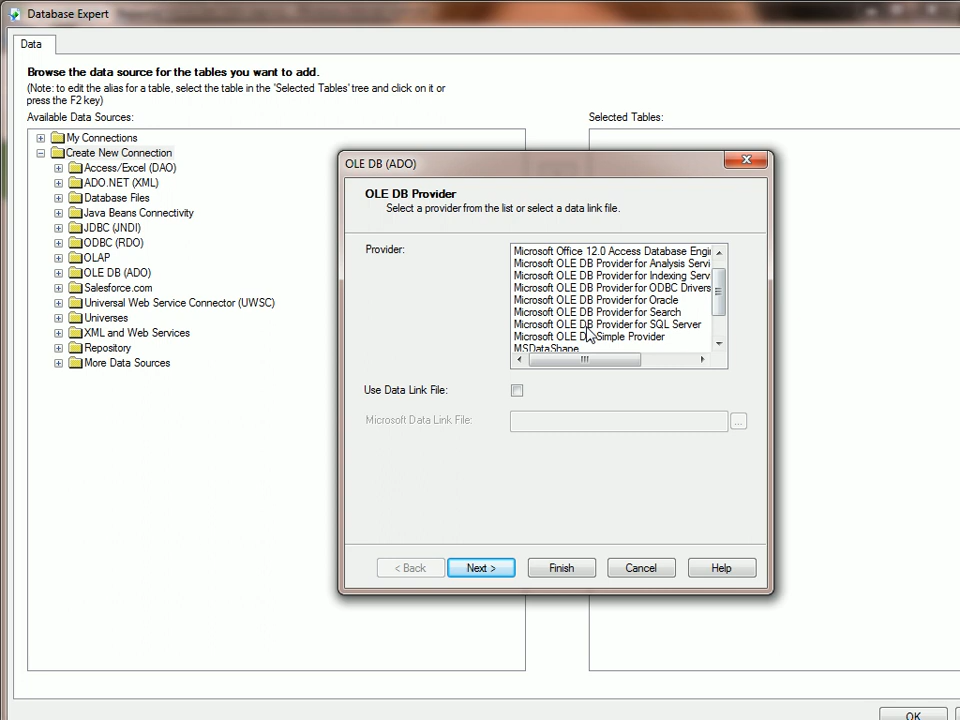 Database Expert
Data
Browse the data source for the tables you want to add.
(Note: to edit the alias for a table, select the table in the 'Selected Tables' tree and click on it or
press the F2 key)
Available Data Sources:
Selected Tables:
My Connections
Create New Connection
Access/Excel (DAO)
ADO.NET (XML)
Database Files
Java Beans Connectivity
JDBC (JNDI)
ODBC (RDO)
OLAP
OLE DB (ADO)
Salesforce.com
Universal Web Service Connector (UWSC)
Universes
XML and Web Services
Repository
More Data Sources
OLE DB (ADO)
OLE DB Provider
Select a provider from the list or select a data link file.
Provider:
Microsoft Office 12.0 Access Database Engi
Microsoft OLE DB Provider for Analysis Servi
Microsoft OLE DB Provider for Indexing Serv
Microsoft OLE DB Provider for ODBC Drivers
Microsoft OLE DB Provider for Oracle
Microsoft OLE DB Provider for Search
Microsoft OLE DB Provider for SQL Server
Microsoft OLE DB Simple Provider
MSDataShape
Use Data Link File:
Microsoft Data Link File:
...
< Back
Next >
Finish
Cancel
Help
OK